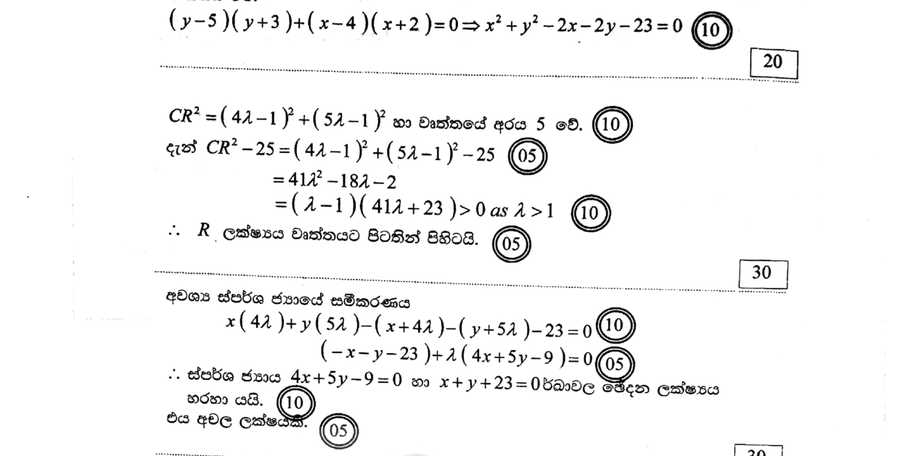 (y−5)(y+3)+(x−4)(x+2)=0⇒x²+y²−2x−2y−23=0 10
20
CR²=(4λ−1)²+(5λ−1)² හා වෘත්තයේ අරය 5 වේ. 10
දැන් CR²−25=(4λ−1)²+(5λ−1)²−25 05
=41λ²−18λ−2
=(λ−1)(41λ+23)>0 as λ>1 10
∴ R ලක්ෂ්‍යය වෘත්තයට පිටතින් පිහිටයි. 05
30
අවශ්‍ය ස්පර්ශ ජ්‍යායේ සමීකරණය
x(4λ)+y(5λ)−(x+4λ)−(y+5λ)−23=0 10
(−x−y−23)+λ(4x+5y−9)=0 05
∴ ස්පර්ශ ජ්‍යාය 4x+5y−9=0 හා x+y+23=0 ර්ඛාවල ඡේදන ලක්ෂ්‍යය
හරහා යයි. 10
එය අචල ලක්ෂයකි. 05
30